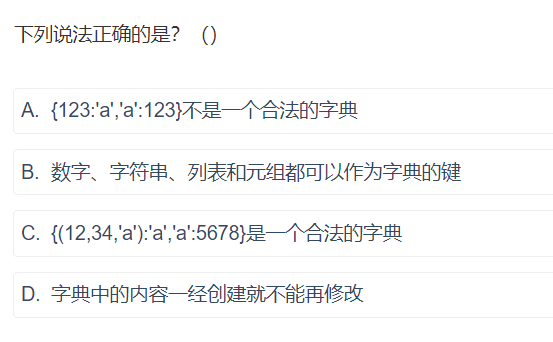 下列说法正确的是？（）
A. {123:'a','a':123}不是一个合法的字典
B. 数字、字符串、列表和元组都可以作为字典的键
C. {(12,34,'a'):'a','a':5678}是一个合法的字典
D. 字典中的内容一经创建就不能再修改